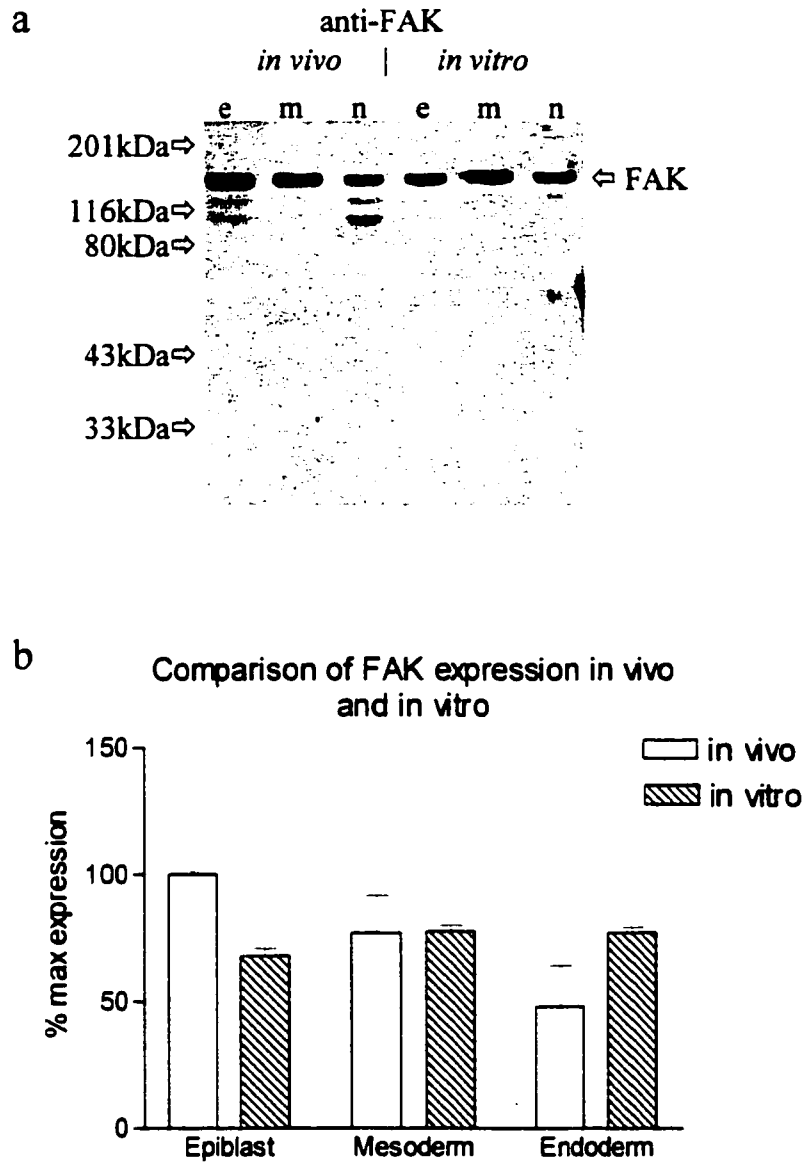 a
anti-FAK
in vivo | in vitro
e m n e m n
201kDa⇨
⇦ FAK
116kDa⇨
80kDa⇨
43kDa⇨
33kDa⇨
b
Comparison of FAK expression in vivo
and in vitro
in vivo
in vitro
% max expression
150
100
50
0
Epiblast Mesoderm Endoderm